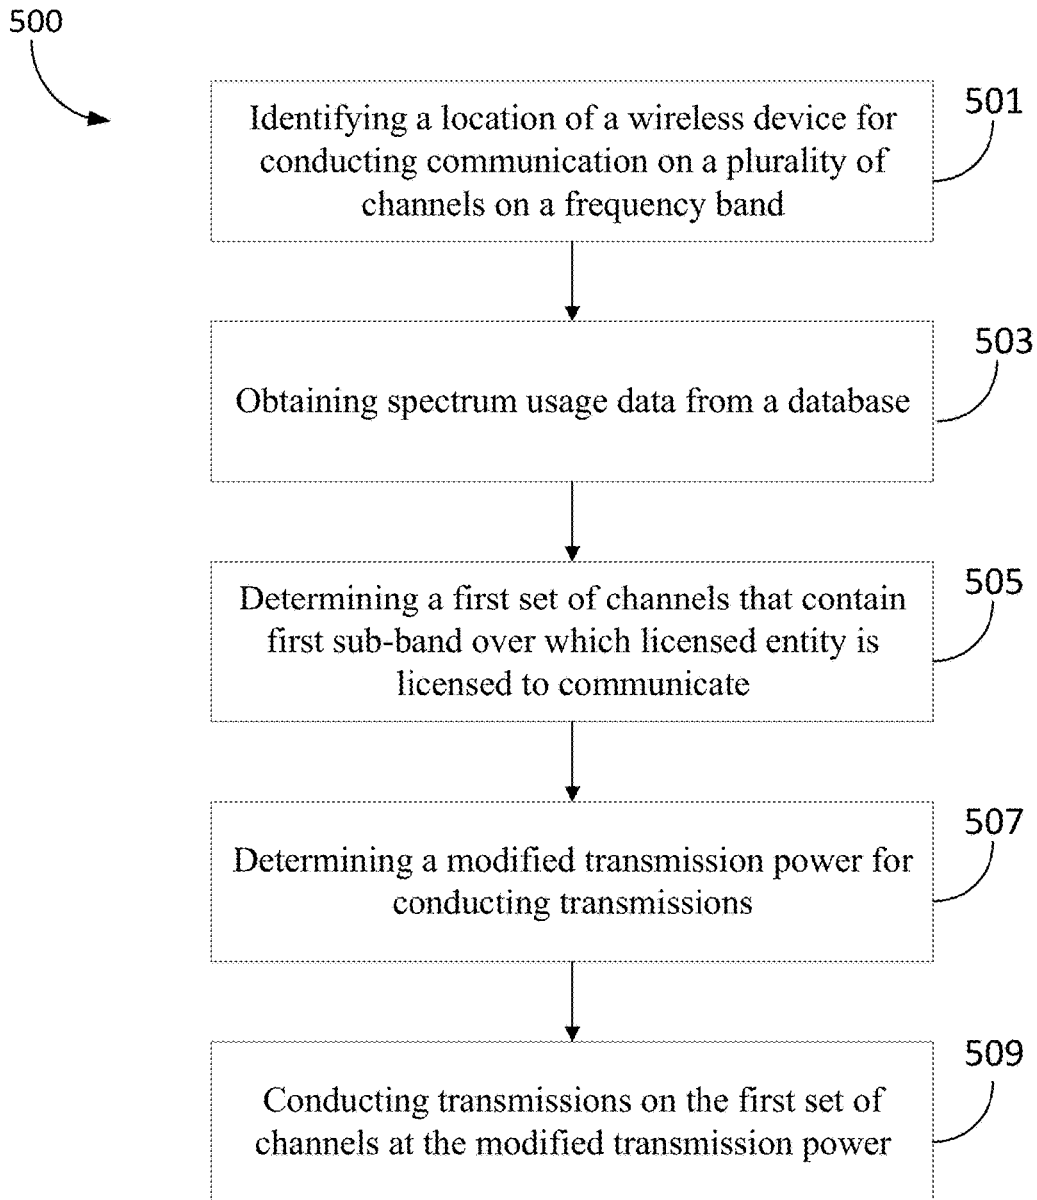 500
501
Identifying a location of a wireless device for
conducting communication on a plurality of
channels on a frequency band
503
Obtaining spectrum usage data from a database
505
Determining a first set of channels that contain
first sub-band over which licensed entity is
licensed to communicate
507
Determining a modified transmission power for
conducting transmissions
509
Conducting transmissions on the first set of
channels at the modified transmission power